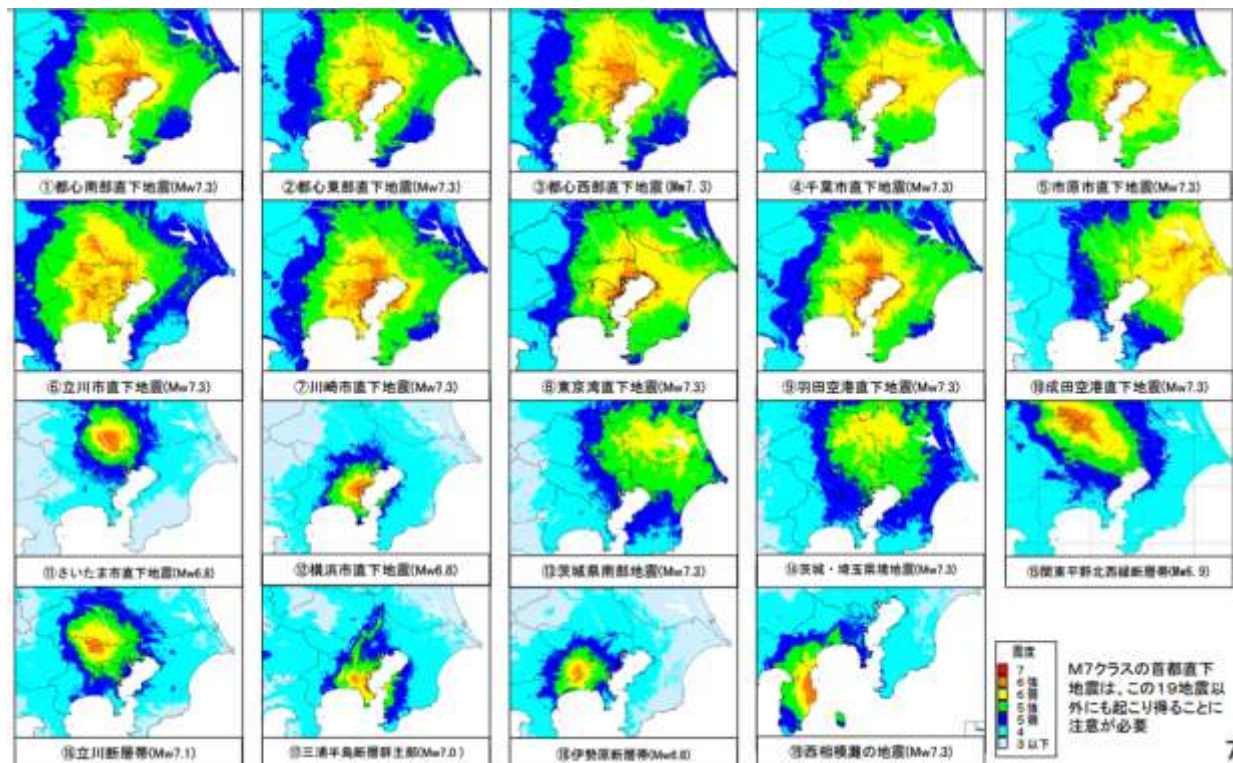 ①都心南部直下地震(Mw7.3)
②都心東部直下地震(Mw7.3)
③都心西部直下地震(Mw7.3)
④千葉市直下地震(Mw7.3)
⑤市原市直下地震(Mw7.3)
⑥立川市直下地震(Mw7.3)
⑦川崎市直下地震(Mw7.3)
⑧東京湾直下地震(Mw7.3)
⑨羽田空港直下地震(Mw7.3)
⑩成田空港直下地震(Mw7.3)
⑪さいたま市直下地震(Mw6.8)
⑫横浜市直下地震(Mw6.8)
⑬茨城県南部地震(Mw7.3)
⑭茨城・埼玉県境地震(Mw7.3)
⑮関東平野北西縁断層帯(Mw6.9)
⑯立川断層帯(Mw7.1)
⑰三浦半島断層群主部(Mw7.0)
⑱伊勢原断層帯(Mw6.8)
⑲西相模灘の地震(Mw7.3)
震度
7
6強
6弱
5強
5弱
4
3以下
M7クラスの首都直下
地震は、この19地震以
外にも起こり得ることに
注意が必要
7